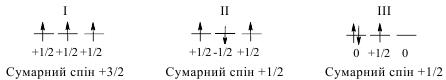 I II III
+1/2 +1/2 +1/2 +1/2 -1/2 +1/2 0 +1/2 0
Сумарний спін +3/2 Сумарний спін +1/2 Сумарний спін +1/2